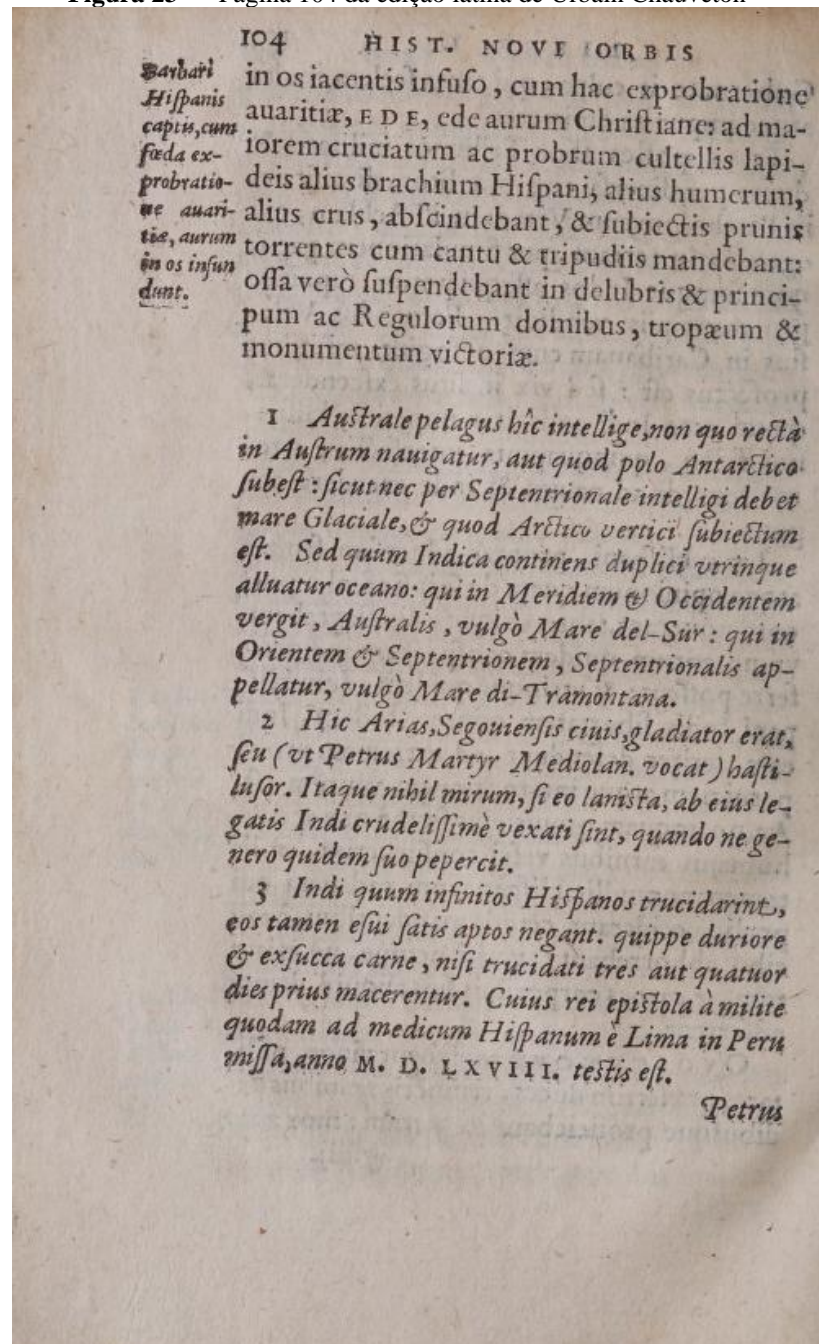 Figura 25 Página 104 da edição latina de Urbain Chauveton
104 HIST. NOVI ORBIS
Barbari
Hiſpanis
captis,cum
fœda ex-
probratio-
ne auari-
tiæ, aurum
in os infun
dunt.
in os iacentis infuſo, cum hac exprobratione
auaritiæ, EDE, ede aurum Chriſtiane: ad ma-
iorem cruciatum ac probrum cultellis lapi-
deis alius brachium Hiſpani, alius humerum,
alius crus, abſcindebant, & ſubiectis prunis
torrentes cum cantu & tripudiis mandebant:
oſſa verò ſuſpendebant in delubris & princi-
pum ac Regulorum domibus, tropæum &
monumentum victoriæ.
1 Auſtrale pelagus hîc intellige,non quo rectà
in Auſtrum nauigatur, aut quod polo Antarctico
ſubeſt : ſicut nec per Septentrionale intelligi debet
mare Glaciale,& quod Arctico vertici ſubiectum
eſt. Sed quum Indica continens duplici vtrinque
alluatur oceano: qui in Meridiem & Occidentem
vergit, Auſtralis, vulgò Mare del-Sur : qui in
Orientem & Septentrionem, Septentrionalis ap-
pellatur, vulgò Mare di-Tramontana.
2 Hic Arias,Segouienſis ciuis,gladiator erat,
ſeu (vt Petrus Martyr Mediolan. vocat) haſti-
luſor. Itaque nihil mirum, ſi eo laniſta, ab eius le-
gatis Indi crudeliſſimè vexati ſint, quando ne ge-
nero quidem ſuo pepercit.
3 Indi quum infinitos Hiſpanos trucidarint,
eos tamen eſui ſatis aptos negant. quippe duriore
& exſucca carne, niſi trucidati tres aut quatuor
dies prius macerentur. Cuius rei epiſtola à milite
quodam ad medicum Hiſpanum è Lima in Peru
miſſa,anno M. D. LXVIII. teſtis eſt.
Petrus